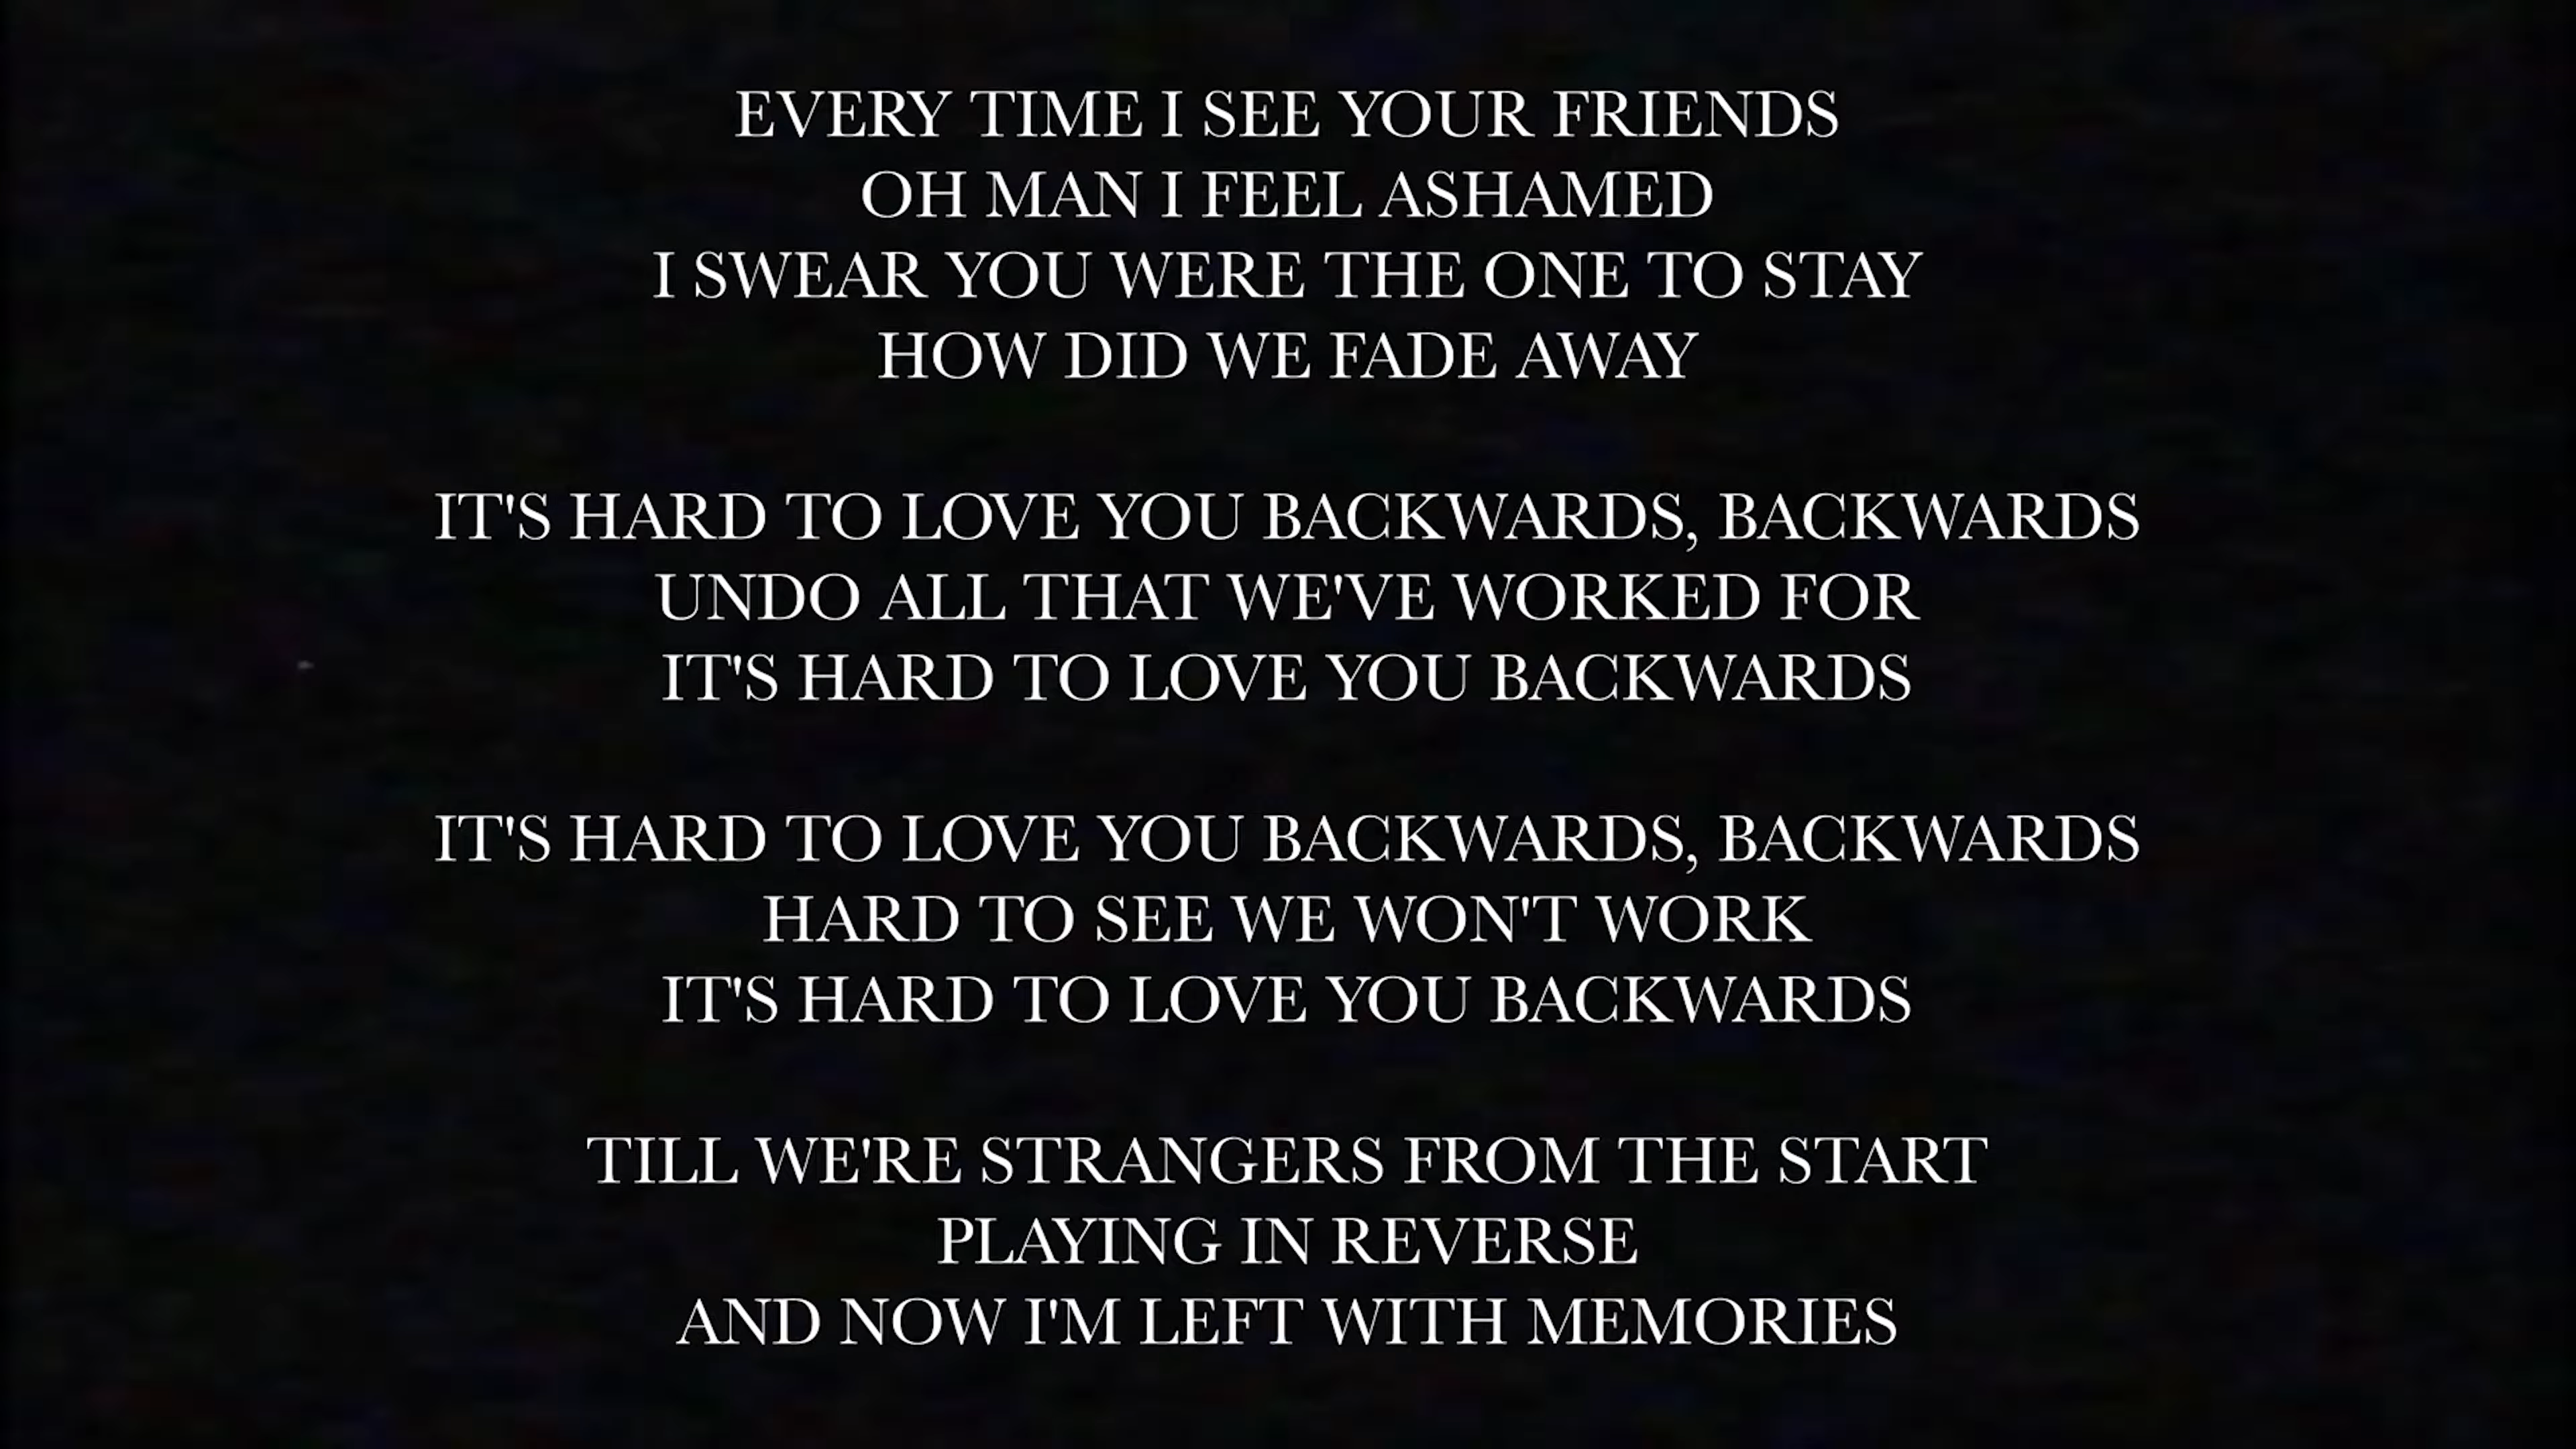 EVERY TIME I SEE YOUR FRIENDS
OH MAN I FEEL ASHAMED
I SWEAR YOU WERE THE ONE TO STAY
HOW DID WE FADE AWAY
IT'S HARD TO LOVE YOU BACKWARDS, BACKWARDS
UNDO ALL THAT WE'VE WORKED FOR
IT'S HARD TO LOVE YOU BACKWARDS
IT'S HARD TO LOVE YOU BACKWARDS, BACKWARDS
HARD TO SEE WE WON'T WORK
IT'S HARD TO LOVE YOU BACKWARDS
TILL WE'RE STRANGERS FROM THE START
PLAYING IN REVERSE
AND NOW I'M LEFT WITH MEMORIES